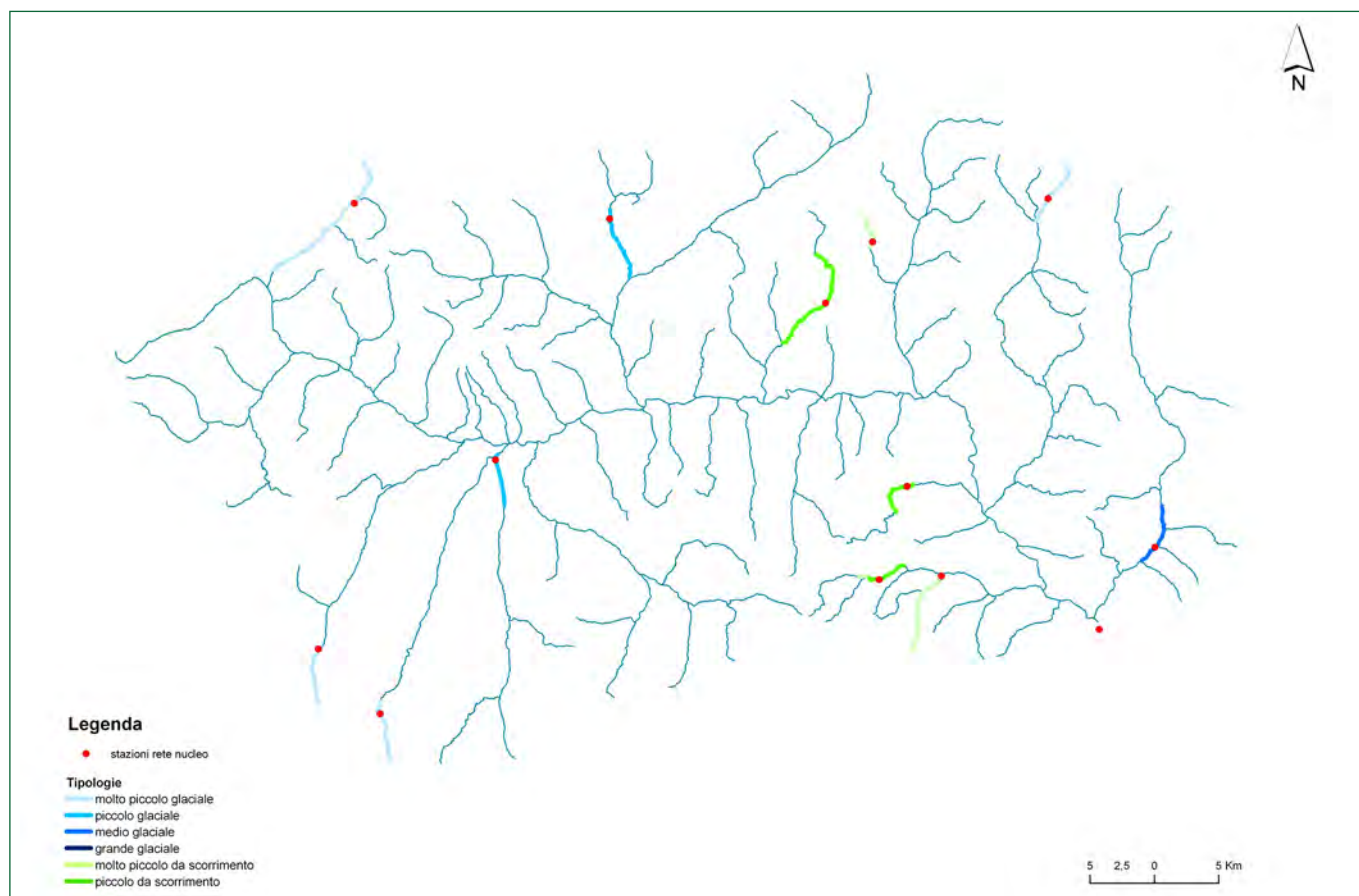 N
Legenda
stazioni rete nucleo
Tipologie
molto piccolo glaciale
piccolo glaciale
medio glaciale
grande glaciale
molto piccolo da scorrimento
piccolo da scorrimento
5 2,5 0 5 Km